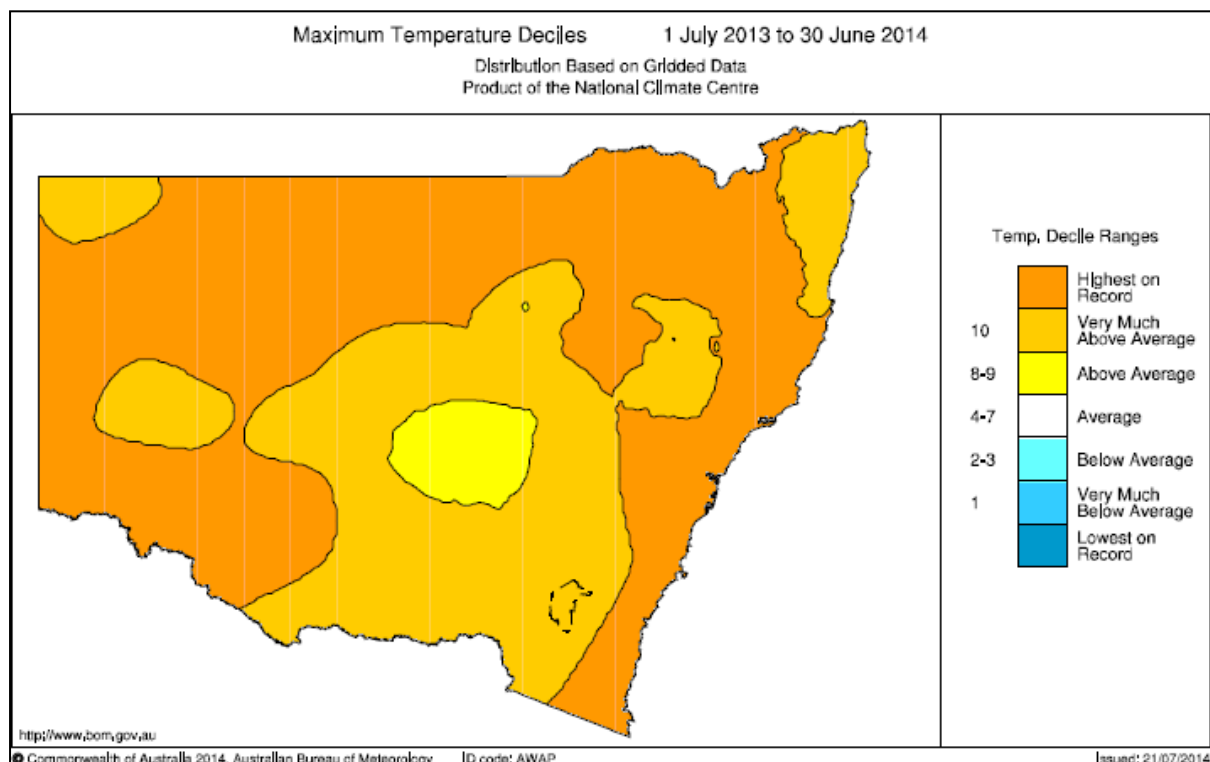 Maximum Temperature Deciles 1 July 2013 to 30 June 2014
Distribution Based on Gridded Data
Product of the National Climate Centre
Temp. Decile Ranges
Highest on
Record
10 Very Much
Above Average
8-9 Above Average
4-7 Average
2-3 Below Average
1 Very Much
Below Average
Lowest on
Record
http://www.bom.gov.au
© Commonwealth of Australia 2014, Australian Bureau of Meteorology ID code: AWAP Issued: 21/07/2014